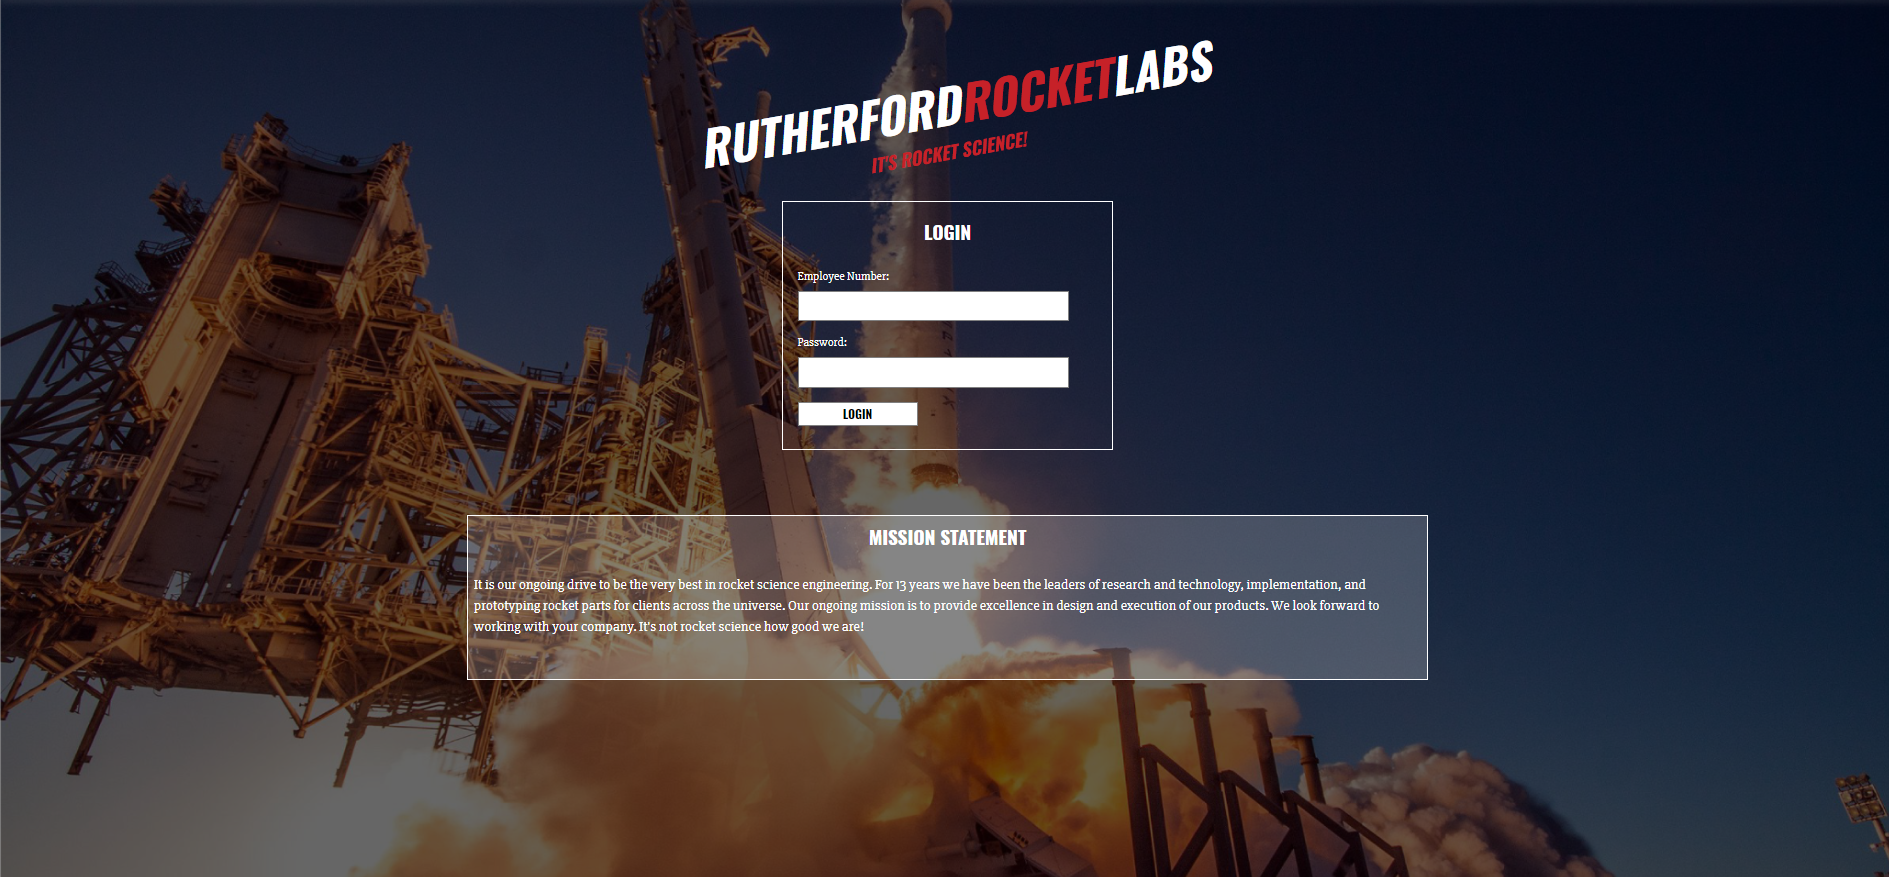 RUTHERFORDROCKETLABS
IT'S ROCKET SCIENCE!
LOGIN
Employee Number:
Password:
LOGIN
MISSION STATEMENT
It is our ongoing drive to be the very best in rocket science engineering. For 13 years we have been the leaders of research and technology, implementation, and
prototyping rocket parts for clients across the universe. Our ongoing mission is to provide excellence in design and execution of our products. We look forward to
working with your company. It's not rocket science how good we are!